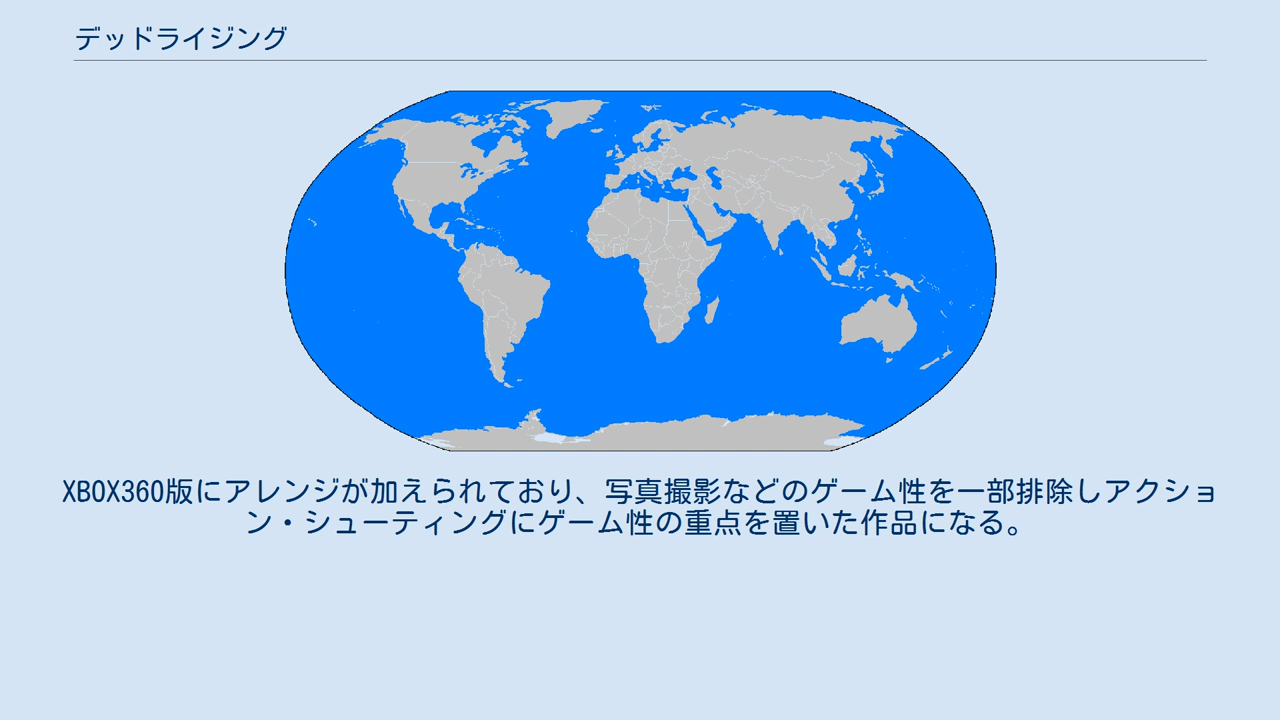 デッドライジング
XBOX360版にアレンジが加えられており、写真撮影などのゲーム性を一部排除しアクショ
ン・シューティングにゲーム性の重点を置いた作品になる。